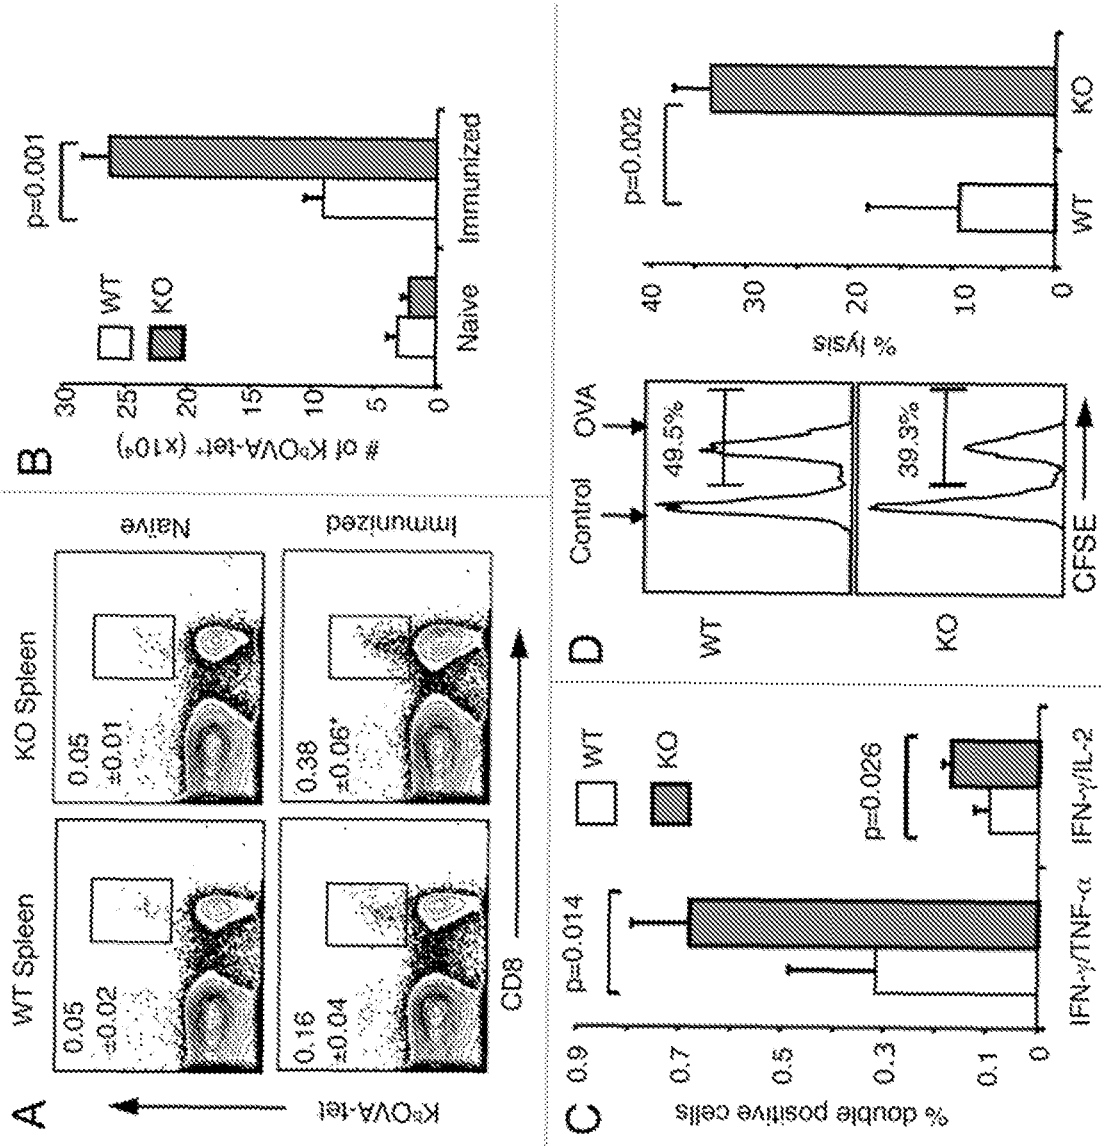 A
WT Spleen
KO Spleen
0.05
±0.02
0.05
±0.01
Naïve
0.16
±0.04
0.38
±0.06*
Immunized
KᵇOVA-tet
CD8
B
p=0.001
WT
KO
# of KᵇOVA-tet⁺ (x10⁴)
30
25
20
15
10
5
0
Naive
Immunized
C
p=0.014
p=0.026
WT
KO
% double positive cells
0.9
0.7
0.5
0.3
0.1
0
IFN-γ/TNF-α
IFN-γ/IL-2
D
Control
OVA
WT
49.5%
KO
39.3%
CFSE
p=0.002
% lysis
40
30
20
10
0
WT
KO